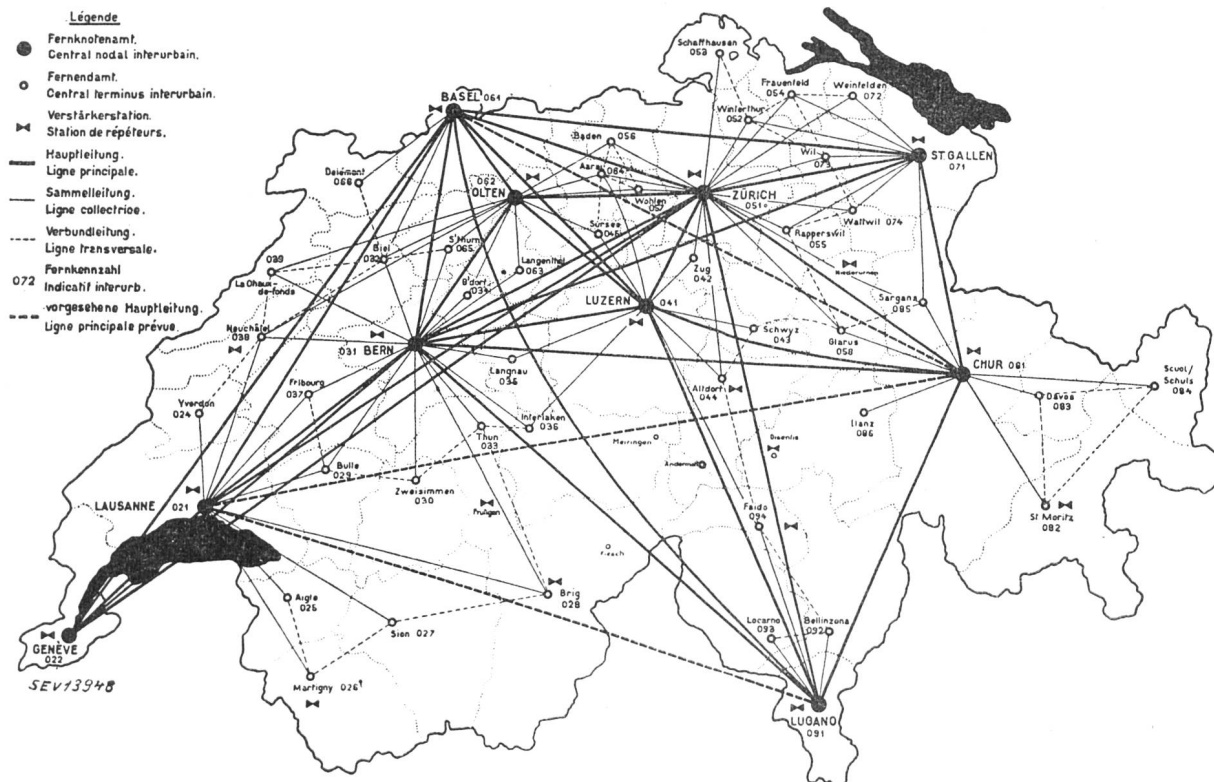 Légende
Fernknotenamt.
Central nodal interurbain.
Fernendamt.
Central terminus interurbain.
Verstärkerstation.
Station de répéteurs.
Hauptleitung.
Ligne principale.
Sammelleitung.
Ligne collectrice.
Verbundleitung.
Ligne transversale.
072 Fernkennzahl
Indicatif interurb.
vorgesehene Hauptleitung.
Ligne principale prévue.
Schaffhausen
053
Frauenfeld
054
Weinfelden
072
Winterthur
052
BASEL 061
Baden 056
Aarau
064
Wil
073
ST. GALLEN
071
Delémont
066
062
OLTEN
Wohlen
057
ZÜRICH
051
Wattwil 074
Rapperswil
055
Sursee
045
S'thurn
065
Biel
032
039
La Chaux-
de-fonds
Langenthal
063
B'dorf
034
Zug
042
Niederurnen
Sargans
085
LUZERN 041
Neuchâtel
038
031 BERN
Schwyz
043
Glarus
058
Langnau
035
CHUR 081
Scuol/
Schuls
084
Davos
083
Altdorf
044
Ilanz
086
Fribourg
037
Yverdon
024
Interlaken
036
Thun
033
Meiringen
Disentis
Andermatt
Bulle
029
Zweisimmen
030
Frutigen
LAUSANNE 021
Faido
094
St Moritz
082
Fiesch
Brig
028
Aigle
025
Sion 027
Locarno
093
Bellinzona
092
GENÈVE
022
SEV13948
Martigny 026
LUGANO
091